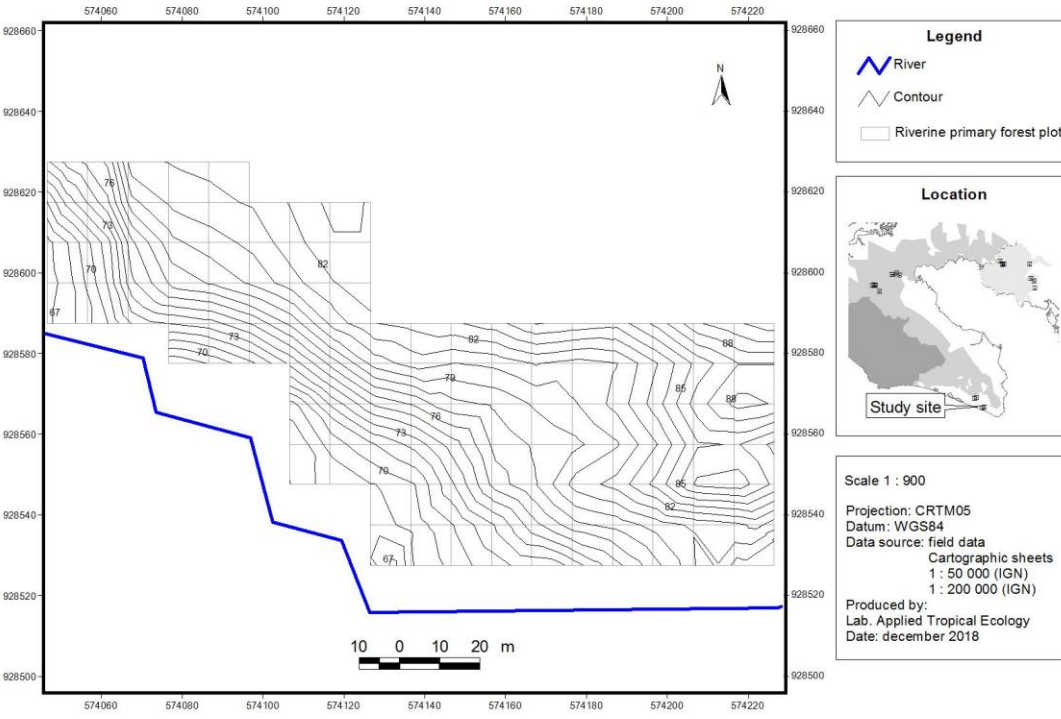 574060 574080 574100 574120 574140 574160 574180 574200 574220
928660 928660
N
928640 928640
928620 928620
928600 928600
928580 928580
928560 928560
928540 928540
928520 928520
928500 928500
76
73
70
67
82
73
70
82
88
79
85
88
76
73
70
85
82
67
10 0 10 20 m
574060 574080 574100 574120 574140 574160 574180 574200 574220
Legend
River
Contour
Riverine primary forest plot
Location
Study site
Scale 1 : 900
Projection: CRTM05
Datum: WGS84
Data source: field data
Cartographic sheets
1 : 50 000 (IGN)
1 : 200 000 (IGN)
Produced by:
Lab. Applied Tropical Ecology
Date: december 2018